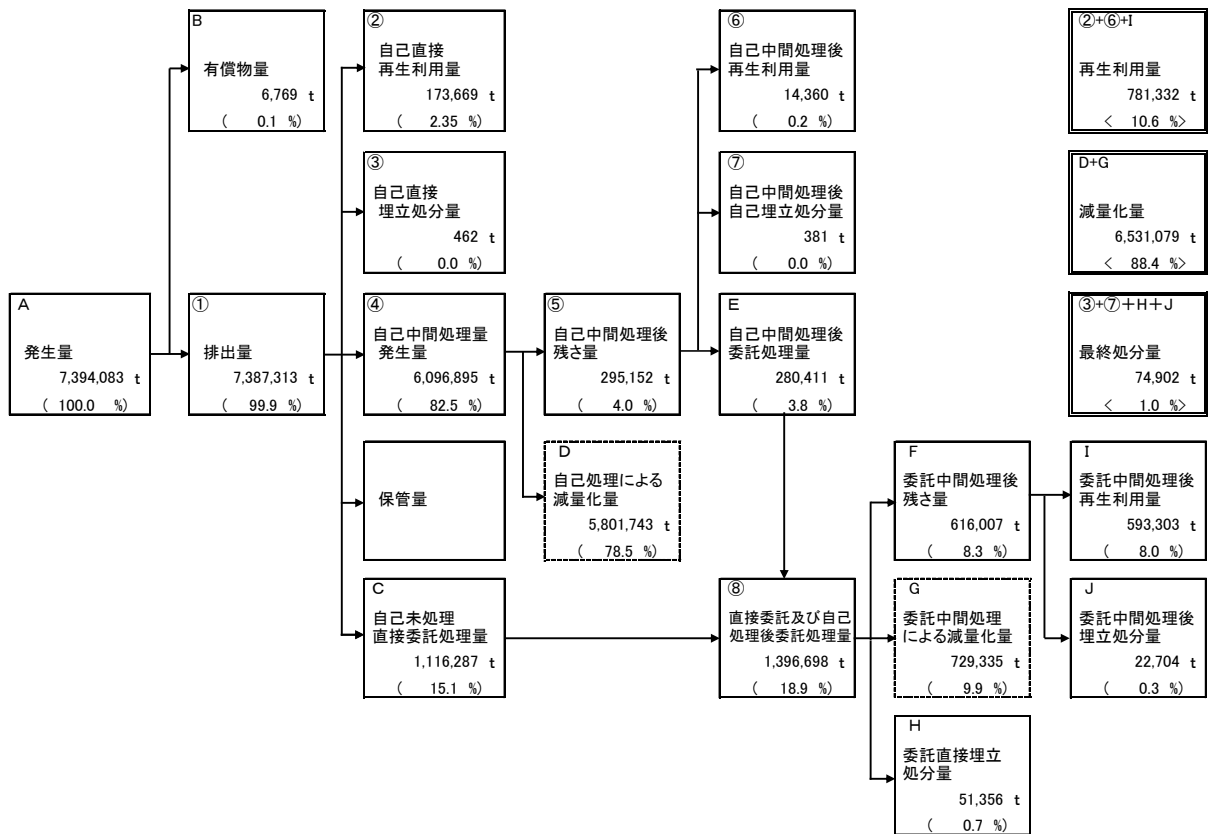 B
有償物量
6,769 t
( 0.1 %)
②
自己直接
再生利用量
173,669 t
( 2.35 %)
⑥
自己中間処理後
再生利用量
14,360 t
( 0.2 %)
②+⑥+I
再生利用量
781,332 t
< 10.6 %>
③
自己直接
埋立処分量
462 t
( 0.0 %)
⑦
自己中間処理後
自己埋立処分量
381 t
( 0.0 %)
D+G
減量化量
6,531,079 t
< 88.4 %>
A
発生量
7,394,083 t
( 100.0 %)
①
排出量
7,387,313 t
( 99.9 %)
④
自己中間処理量
発生量
6,096,895 t
( 82.5 %)
⑤
自己中間処理後
残さ量
295,152 t
( 4.0 %)
E
自己中間処理後
委託処理量
280,411 t
( 3.8 %)
③+⑦+H+J
最終処分量
74,902 t
< 1.0 %>
保管量
D
自己処理による
減量化量
5,801,743 t
( 78.5 %)
F
委託中間処理後
残さ量
616,007 t
( 8.3 %)
I
委託中間処理後
再生利用量
593,303 t
( 8.0 %)
C
自己未処理
直接委託処理量
1,116,287 t
( 15.1 %)
⑧
直接委託及び自己
処理後委託処理量
1,396,698 t
( 18.9 %)
G
委託中間処理
による減量化量
729,335 t
( 9.9 %)
J
委託中間処理後
埋立処分量
22,704 t
( 0.3 %)
H
委託直接埋立
処分量
51,356 t
( 0.7 %)